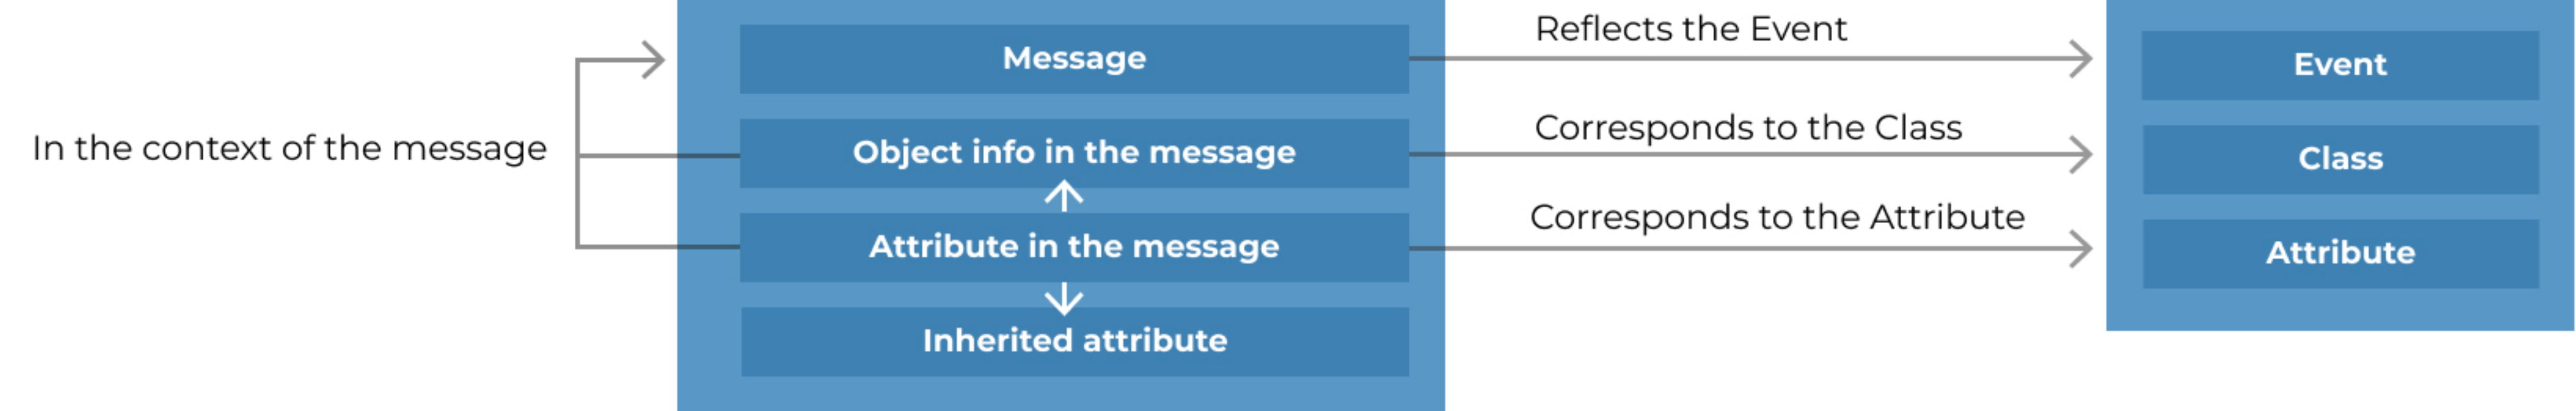 In the context of the message
Message
Object info in the message
Attribute in the message
Inherited attribute
Reflects the Event
Corresponds to the Class
Corresponds to the Attribute
Event
Class
Attribute